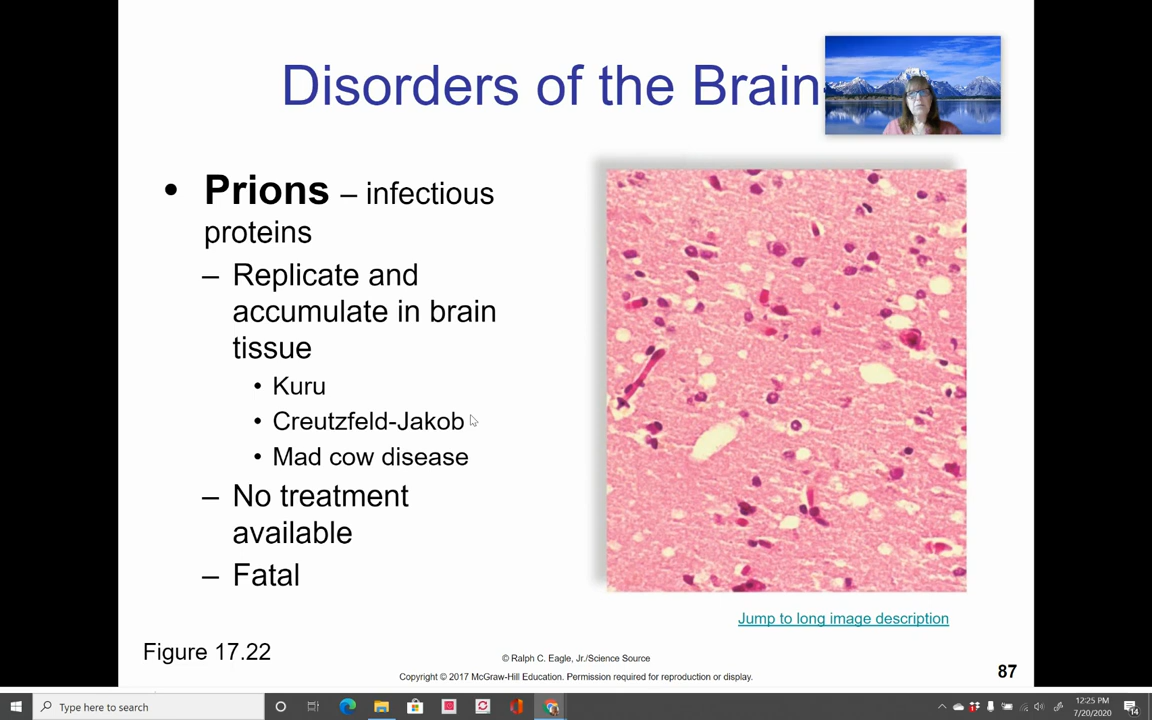 Disorders of the Brain
• Prions – infectious
proteins
– Replicate and
accumulate in brain
tissue
• Kuru
• Creutzfeld-Jakob
• Mad cow disease
– No treatment
available
– Fatal
Jump to long image description
Figure 17.22
© Ralph C. Eagle, Jr./Science Source
Copyright © 2017 McGraw-Hill Education. Permission required for reproduction or display.
87
Type here to search
12:25 PM
7/20/2020
14